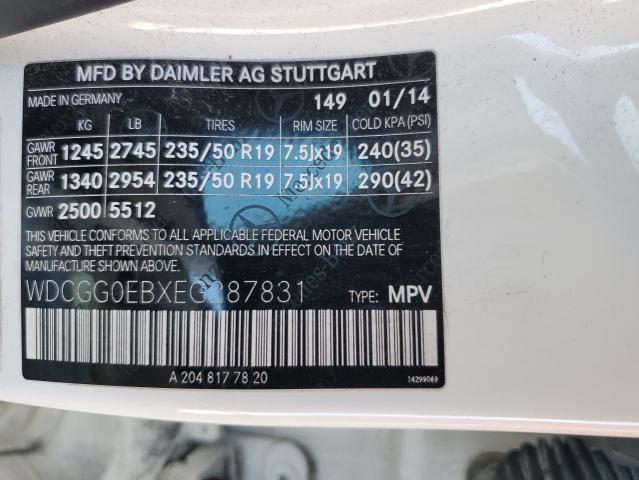 MFD BY DAIMLER AG STUTTGART
MADE IN GERMANY 149 01/14
KG LB TIRES RIM SIZE COLD KPA (PSI)
GAWR FRONT 1245 2745 235/50 R19 7.5Jx19 240(35)
GAWR REAR 1340 2954 235/50 R19 7.5Jx19 290(42)
GVWR 2500 5512
THIS VEHICLE CONFORMS TO ALL APPLICABLE FEDERAL MOTOR VEHICLE
SAFETY AND THEFT PREVENTION STANDARDS IN EFFECT ON THE DATE OF
MANUFACTURE SHOWN ABOVE.
WDCGG0EBXEG287831 TYPE: MPV
A 204 817 78 20
14299069